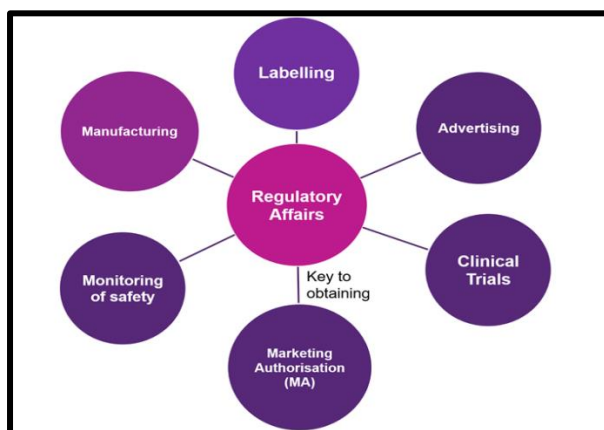 Labelling
Manufacturing
Advertising
Regulatory
Affairs
Monitoring
of safety
Clinical
Trials
Key to
obtaining
Marketing
Authorisation
(MA)